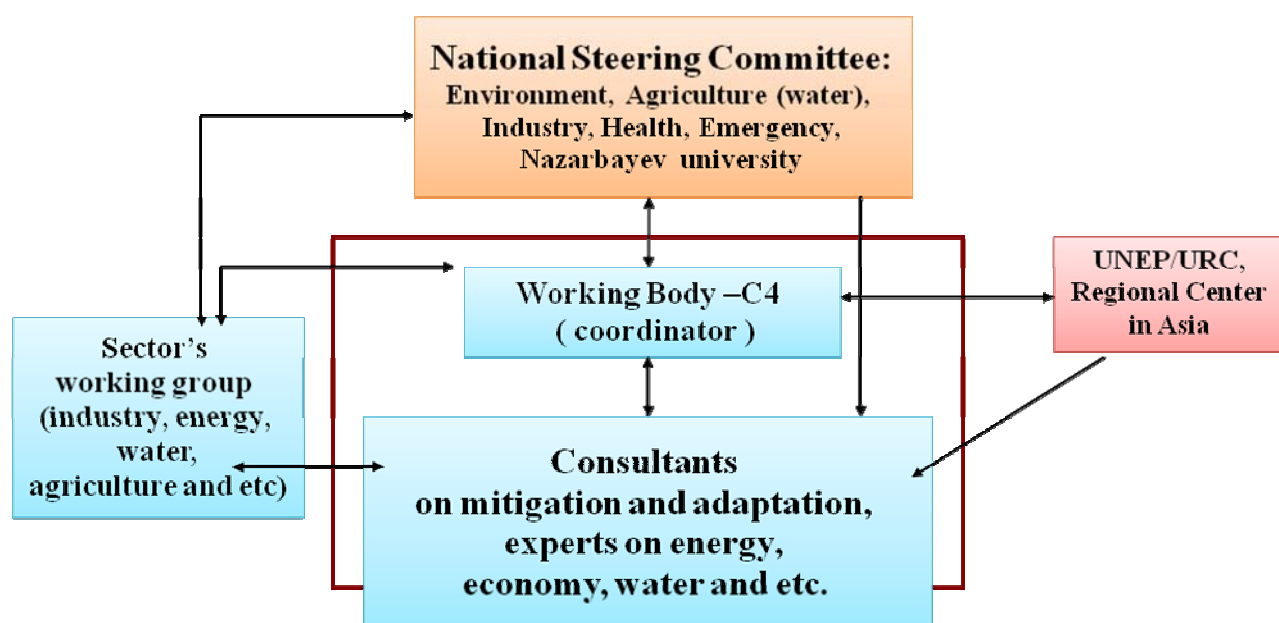 National Steering Committee:
Environment, Agriculture (water),
Industry, Health, Emergency,
Nazarbayev university
Working Body –C4
( coordinator )
UNEP/URC,
Regional Center
in Asia
Sector's
working group
(industry, energy,
water,
agriculture and etc)
Consultants
on mitigation and adaptation,
experts on energy,
economy, water and etc.